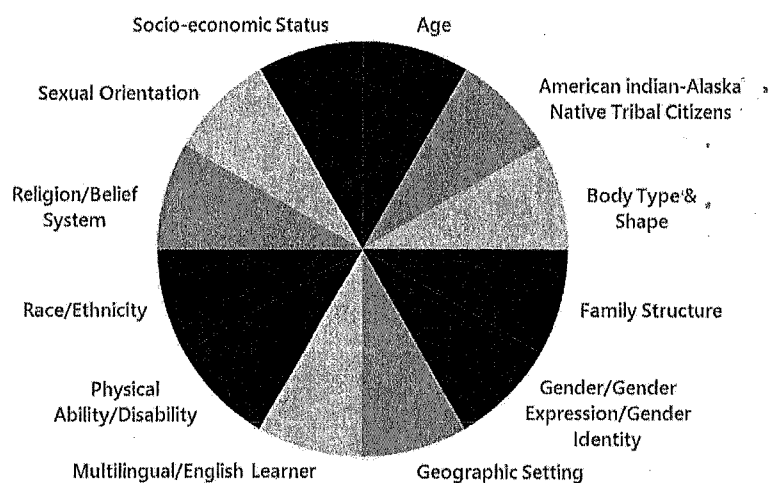 Socio-economic Status
Age
Sexual Orientation
American indian-Alaska
Native Tribal Citizens
Religion/Belief
System
Body Type &
Shape
Race/Ethnicity
Family Structure
Physical
Ability/Disability
Gender/Gender
Expression/Gender
Identity
Multilingual/English Learner
Geographic Setting